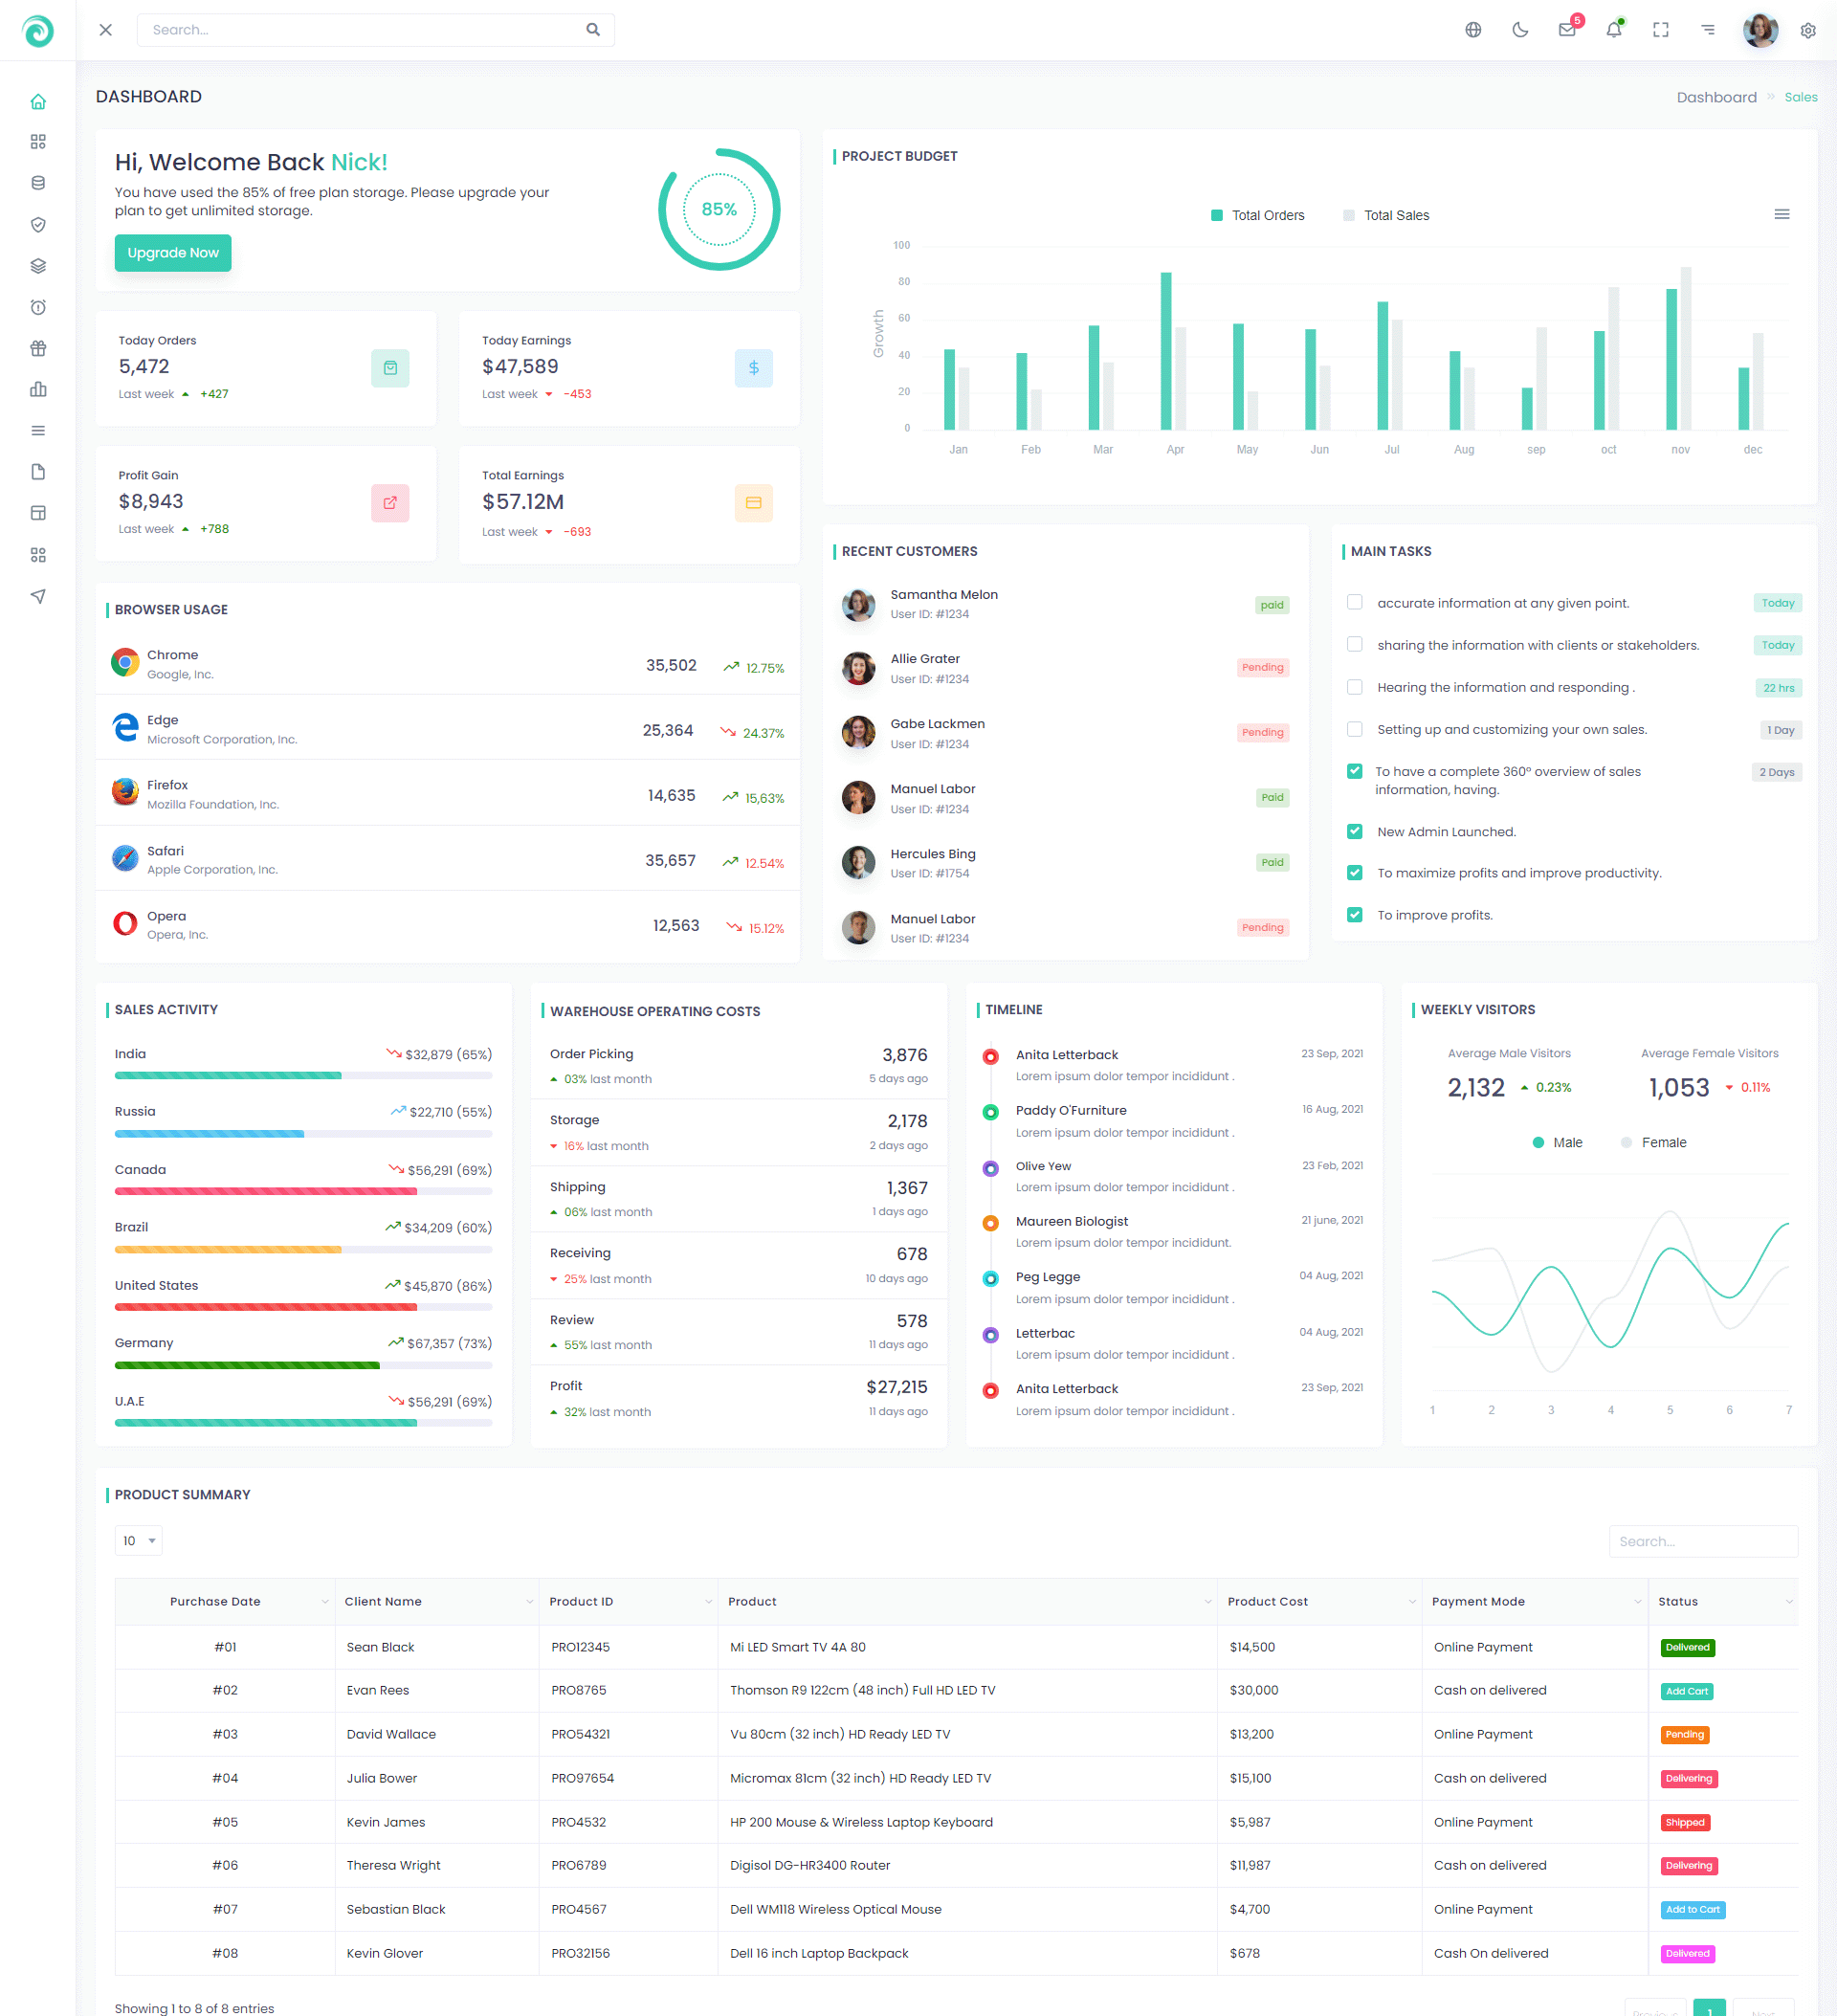 Search...
5
DASHBOARD
Dashboard » Sales
Hi, Welcome Back Nick!
You have used the 85% of free plan storage. Please upgrade your
plan to get unlimited storage.
Upgrade Now
85%
Today Orders
5,472
Last week +427
Today Earnings
$47,589
Last week -453
Profit Gain
$8,943
Last week +788
Total Earnings
$57.12M
Last week -693
PROJECT BUDGET
Total Orders Total Sales
Growth
100
80
60
40
20
0
Jan Feb Mar Apr May Jun Jul Aug sep oct nov dec
BROWSER USAGE
Chrome
Google, Inc.
35,502 12.75%
Edge
Microsoft Corporation, Inc.
25,364 24.37%
Firefox
Mozilla Foundation, Inc.
14,635 15,63%
Safari
Apple Corporation, Inc.
35,657 12.54%
Opera
Opera, Inc.
12,563 15.12%
RECENT CUSTOMERS
Samantha Melon
User ID: #1234
paid
Allie Grater
User ID: #1234
Pending
Gabe Lackmen
User ID: #1234
Pending
Manuel Labor
User ID: #1234
Paid
Hercules Bing
User ID: #1754
Paid
Manuel Labor
User ID: #1234
Pending
MAIN TASKS
accurate information at any given point. Today
sharing the information with clients or stakeholders. Today
Hearing the information and responding . 22 hrs
Setting up and customizing your own sales. 1 Day
To have a complete 360° overview of sales 2 Days
information, having.
New Admin Launched.
To maximize profits and improve productivity.
To improve profits.
SALES ACTIVITY
India $32,879 (65%)
Russia $22,710 (55%)
Canada $56,291 (69%)
Brazil $34,209 (60%)
United States $45,870 (86%)
Germany $67,357 (73%)
U.A.E $56,291 (69%)
WAREHOUSE OPERATING COSTS
Order Picking 3,876
03% last month 5 days ago
Storage 2,178
16% last month 2 days ago
Shipping 1,367
06% last month 1 days ago
Receiving 678
25% last month 10 days ago
Review 578
55% last month 11 days ago
Profit $27,215
32% last month 11 days ago
TIMELINE
Anita Letterback 23 Sep, 2021
Lorem ipsum dolor tempor incididunt .
Paddy O'Furniture 16 Aug, 2021
Lorem ipsum dolor tempor incididunt .
Olive Yew 23 Feb, 2021
Lorem ipsum dolor tempor incididunt .
Maureen Biologist 21 june, 2021
Lorem ipsum dolor tempor incididunt.
Peg Legge 04 Aug, 2021
Lorem ipsum dolor tempor incididunt .
Letterbac 04 Aug, 2021
Lorem ipsum dolor tempor incididunt .
Anita Letterback 23 Sep, 2021
Lorem ipsum dolor tempor incididunt .
WEEKLY VISITORS
Average Male Visitors Average Female Visitors
2,132 0.23% 1,053 0.11%
Male Female
1 2 3 4 5 6 7
PRODUCT SUMMARY
10 Search...
Purchase Date Client Name Product ID Product Product Cost Payment Mode Status
#01 Sean Black PRO12345 Mi LED Smart TV 4A 80 $14,500 Online Payment Delivered
#02 Evan Rees PRO8765 Thomson R9 122cm (48 inch) Full HD LED TV $30,000 Cash on delivered Add Cart
#03 David Wallace PRO54321 Vu 80cm (32 inch) HD Ready LED TV $13,200 Online Payment Pending
#04 Julia Bower PRO97654 Micromax 81cm (32 inch) HD Ready LED TV $15,100 Cash on delivered Delivering
#05 Kevin James PRO4532 HP 200 Mouse & Wireless Laptop Keyboard $5,987 Online Payment Shipped
#06 Theresa Wright PRO6789 Digisol DG-HR3400 Router $11,987 Cash on delivered Delivering
#07 Sebastian Black PRO4567 Dell WM118 Wireless Optical Mouse $4,700 Online Payment Add to Cart
#08 Kevin Glover PRO32156 Dell 16 inch Laptop Backpack $678 Cash On delivered Delivered
Showing 1 to 8 of 8 entries Previous 1 Next